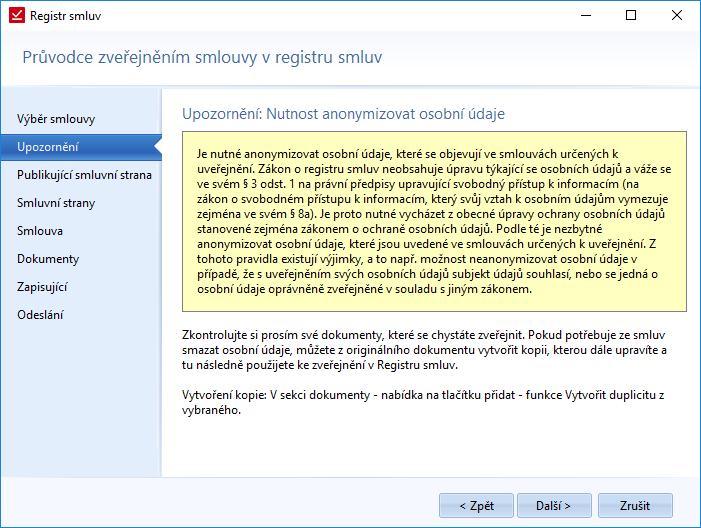 Registr smluv
Průvodce zveřejněním smlouvy v registru smluv
Výběr smlouvy
Upozornění
Publikující smluvní strana
Smluvní strany
Smlouva
Dokumenty
Zapisující
Odeslání
Upozornění: Nutnost anonymizovat osobní údaje
Je nutné anonymizovat osobní údaje, které se objevují ve smlouvách určených k
uveřejnění. Zákon o registru smluv neobsahuje úpravu týkající se osobních údajů a váže se
ve svém § 3 odst. 1 na právní předpisy upravující svobodný přístup k informacím (na
zákon o svobodném přístupu k informacím, který svůj vztah k osobním údajům vymezuje
zejména ve svém § 8a). Je proto nutné vycházet z obecné úpravy ochrany osobních údajů
stanovené zejména zákonem o ochraně osobních údajů. Podle té je nezbytné
anonymizovat osobní údaje, které jsou uvedené ve smlouvách určených k uveřejnění. Z
tohoto pravidla existují výjimky, a to např. možnost neanonymizovat osobní údaje v
případě, že s uveřejněním svých osobních údajů subjekt údajů souhlasí, nebo se jedná o
osobní údaje oprávněně zveřejněné v souladu s jiným zákonem.
Zkontrolujte si prosím své dokumenty, které se chystáte zveřejnit. Pokud potřebuje ze smluv
smazat osobní údaje, můžete z originálního dokumentu vytvořit kopii, kterou dále upravíte a
tu následně použijete ke zveřejnění v Registru smluv.
Vytvoření kopie: V sekci dokumenty - nabídka na tlačítku přidat - funkce Vytvořit duplicitu z
vybraného.
< Zpět
Další >
Zrušit